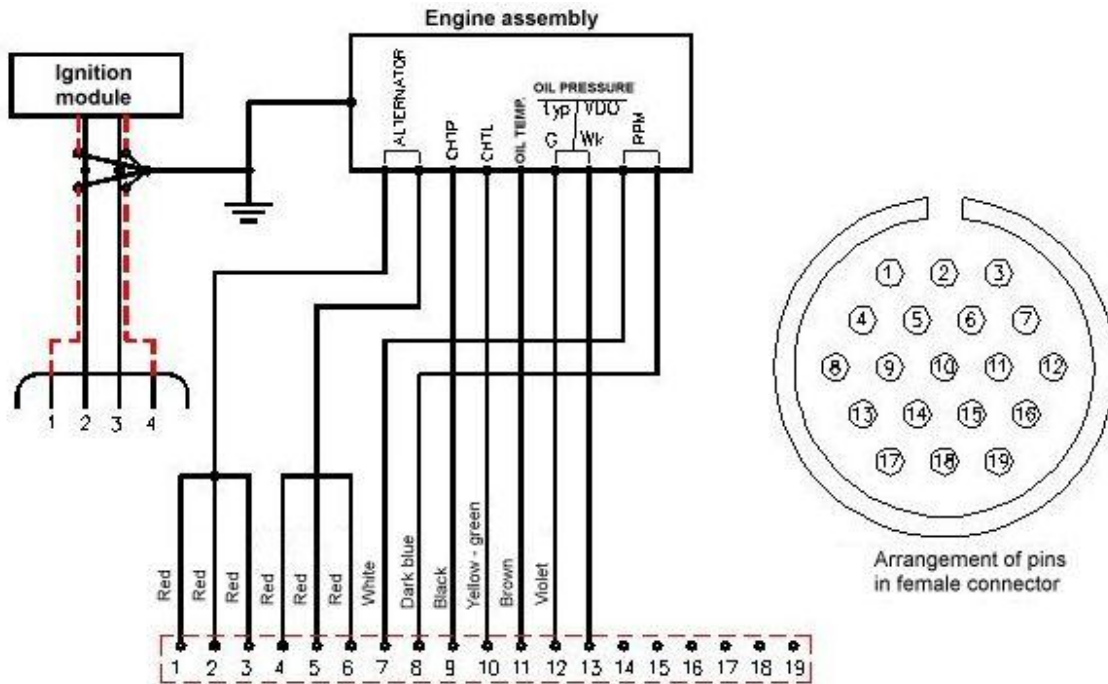 Engine assembly
Ignition
module
ALTERNATOR
CHTP
CHTL
OIL TEMP.
OIL PRESSURE
Typ VDO
G Wk
RPM
1 2 3 4
Red
Red
Red
Red
Red
Red
White
Dark blue
Black
Yellow - green
Brown
Violet
1 2 3 4 5 6 7 8 9 10 11 12 13 14 15 16 17 18 19
1 2 3
4 5 6 7
8 9 10 11 12
13 14 15 16
17 18 19
Arrangement of pins
in female connector